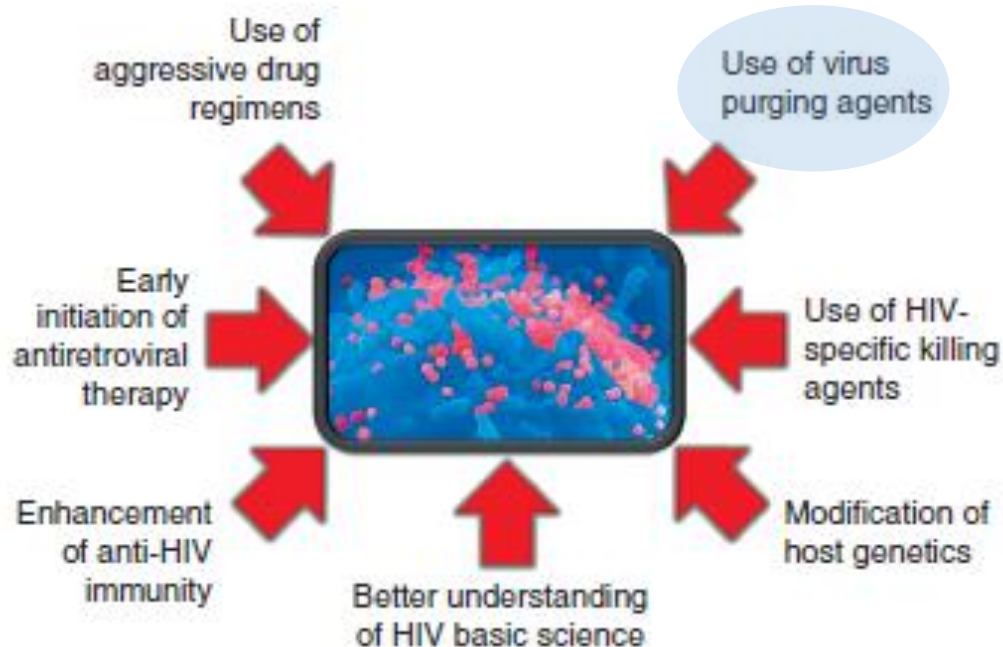 Use of
aggressive drug
regimens
Use of virus
purging agents
Early
initiation of
antiretroviral
therapy
Use of HIV-
specific killing
agents
Enhancement
of anti-HIV
immunity
Better understanding
of HIV basic science
Modification of
host genetics